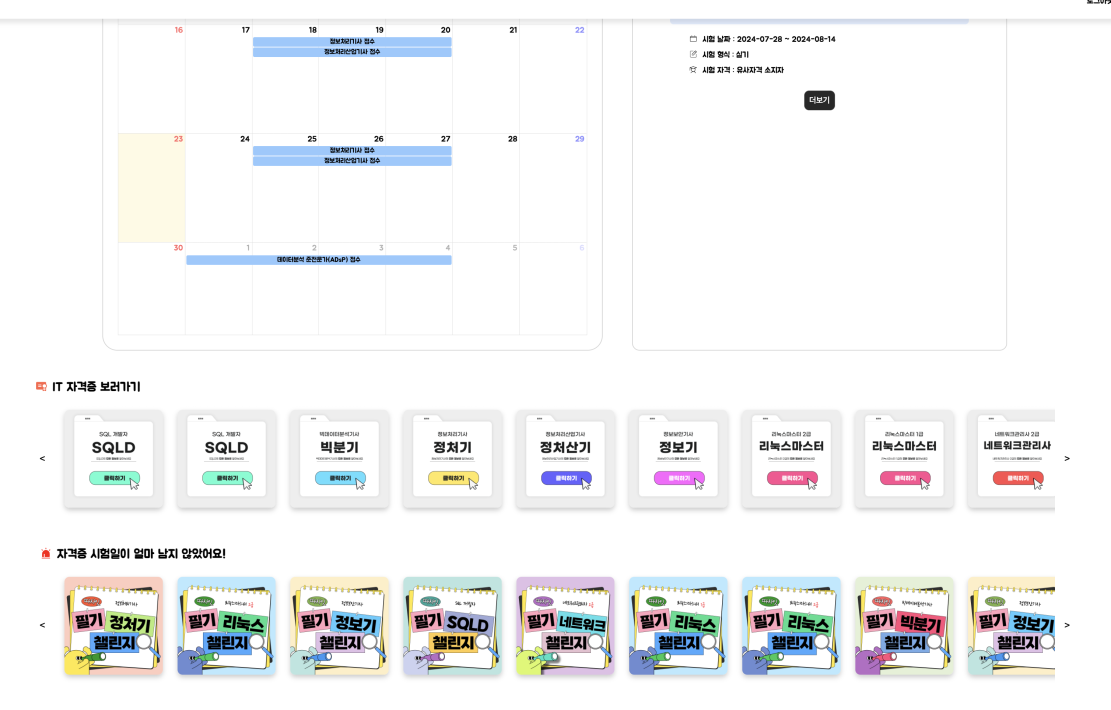 16 17 18 19 20 21 22
정보처리기사 접수
정보처리산업기사 접수
23 24 25 26 27 28 29
정보처리기사 접수
정보처리산업기사 접수
30 1 2 3 4 5 6
데이터분석 준전문가(ADsP) 접수
시험 날짜 : 2024-07-28 ~ 2024-08-14
시험 형식 : 실기
시험 자격 : 유사자격 소지자
더보기
IT 자격증 보러가기
<
SQL 개발자
SQLD
클릭하기
SQL 개발자
SQLD
클릭하기
빅데이터분석기사
빅분기
클릭하기
정보처리기사
정처기
클릭하기
정보처리산업기사
정처산기
클릭하기
정보보안기사
정보기
클릭하기
리눅스마스터 2급
리눅스마스터
클릭하기
리눅스마스터 1급
리눅스마스터
클릭하기
네트워크관리사 2급
네트워크관리사
클릭하기
>
자격증 시험일이 얼마 남지 않았어요!
<
필기 정처기
챌린지
필기 리눅스
챌린지
필기 정보기
챌린지
필기 SQLD
챌린지
필기 네트워크
챌린지
필기 리눅스
챌린지
필기 리눅스
챌린지
필기 빅분기
챌린지
필기 정보기
챌린지
>